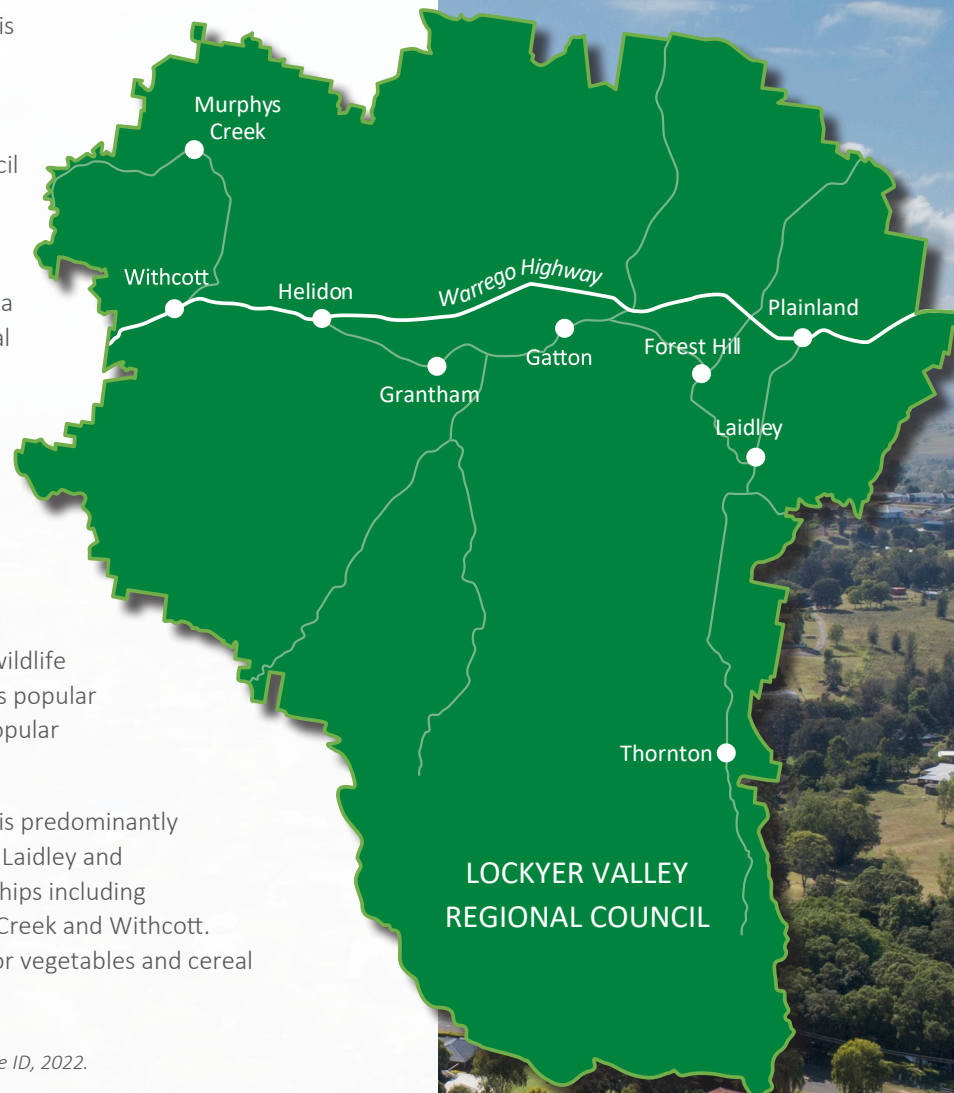 is
cil
a
al
wildlife
s popular
opular
is predominantly
Laidley and
hips including
Creek and Withcott.
or vegetables and cereal
e ID, 2022.
Murphys
Creek
Withcott
Helidon
Warrego Highway
Plainland
Gatton
Forest Hill
Grantham
Laidley
Thornton
LOCKYER VALLEY
REGIONAL COUNCIL